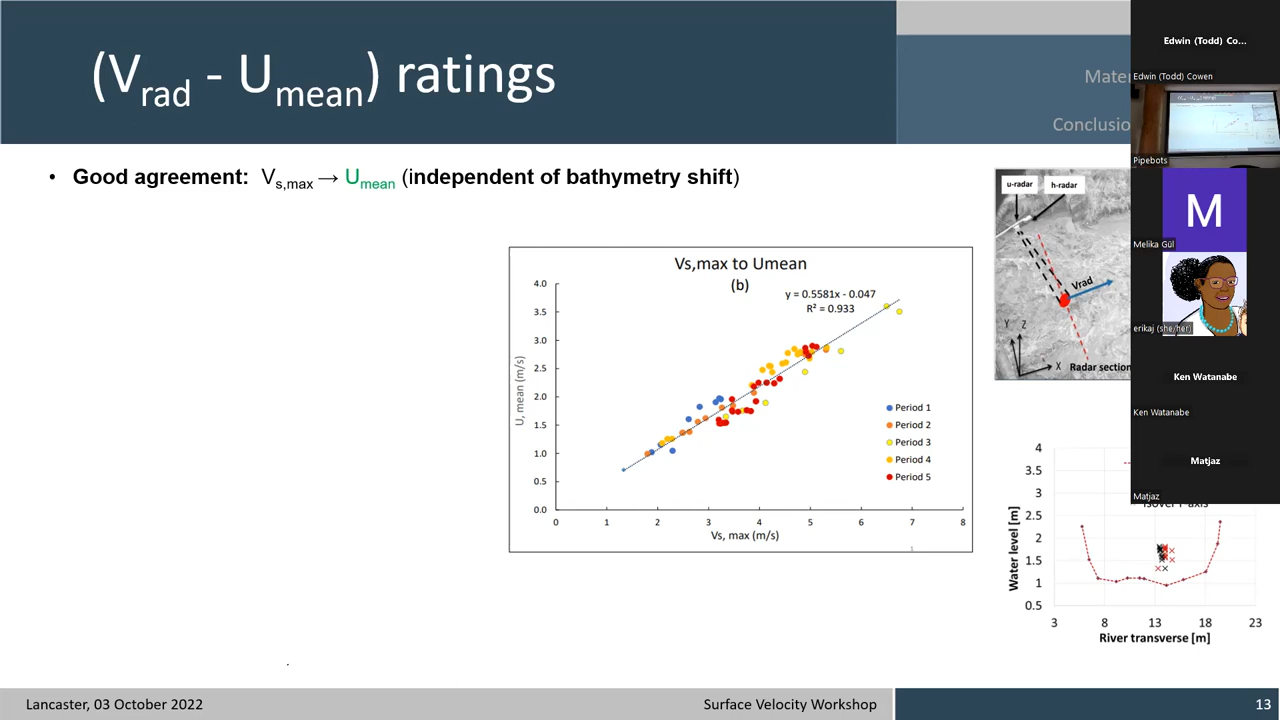 (Vrad - Umean) ratings
Mater
Conclusio
• Good agreement: Vs,max → Umean (independent of bathymetry shift)
Vs,max to Umean
(b)
y = 0.5581x - 0.047
R² = 0.933
U, mean (m/s)
4.0
3.5
3.0
2.5
2.0
1.5
1.0
0.5
0.0
0 1 2 3 4 5 6 7 8
Vs, max (m/s)
Period 1
Period 2
Period 3
Period 4
Period 5
1
u-radar h-radar
Vrad
Y Z
X
Radar section
Water level [m]
4
3.5
3
2.5
2
1.5
1
0.5
3 8 13 18 23
River transverse [m]
Edwin (Todd) Co...
Edwin (Todd) Cowen
Pipebots
M
Melika Gül
erikaj (she/her)
Ken Watanabe
Ken Watanabe
Matjaz
Matjaz
Lancaster, 03 October 2022
Surface Velocity Workshop
13